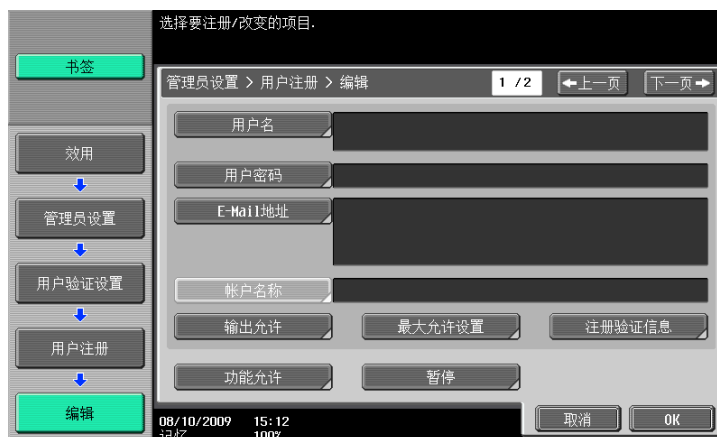 选择要注册/改变的项目.
书签
管理员设置 > 用户注册 > 编辑
1 /2
←上一页
下一页→
效用
管理员设置
用户验证设置
用户注册
编辑
用户名
用户密码
E-Mail地址
帐户名称
输出允许
最大允许设置
注册验证信息
功能允许
暂停
08/10/2009 15:12
记忆 100%
取消
OK